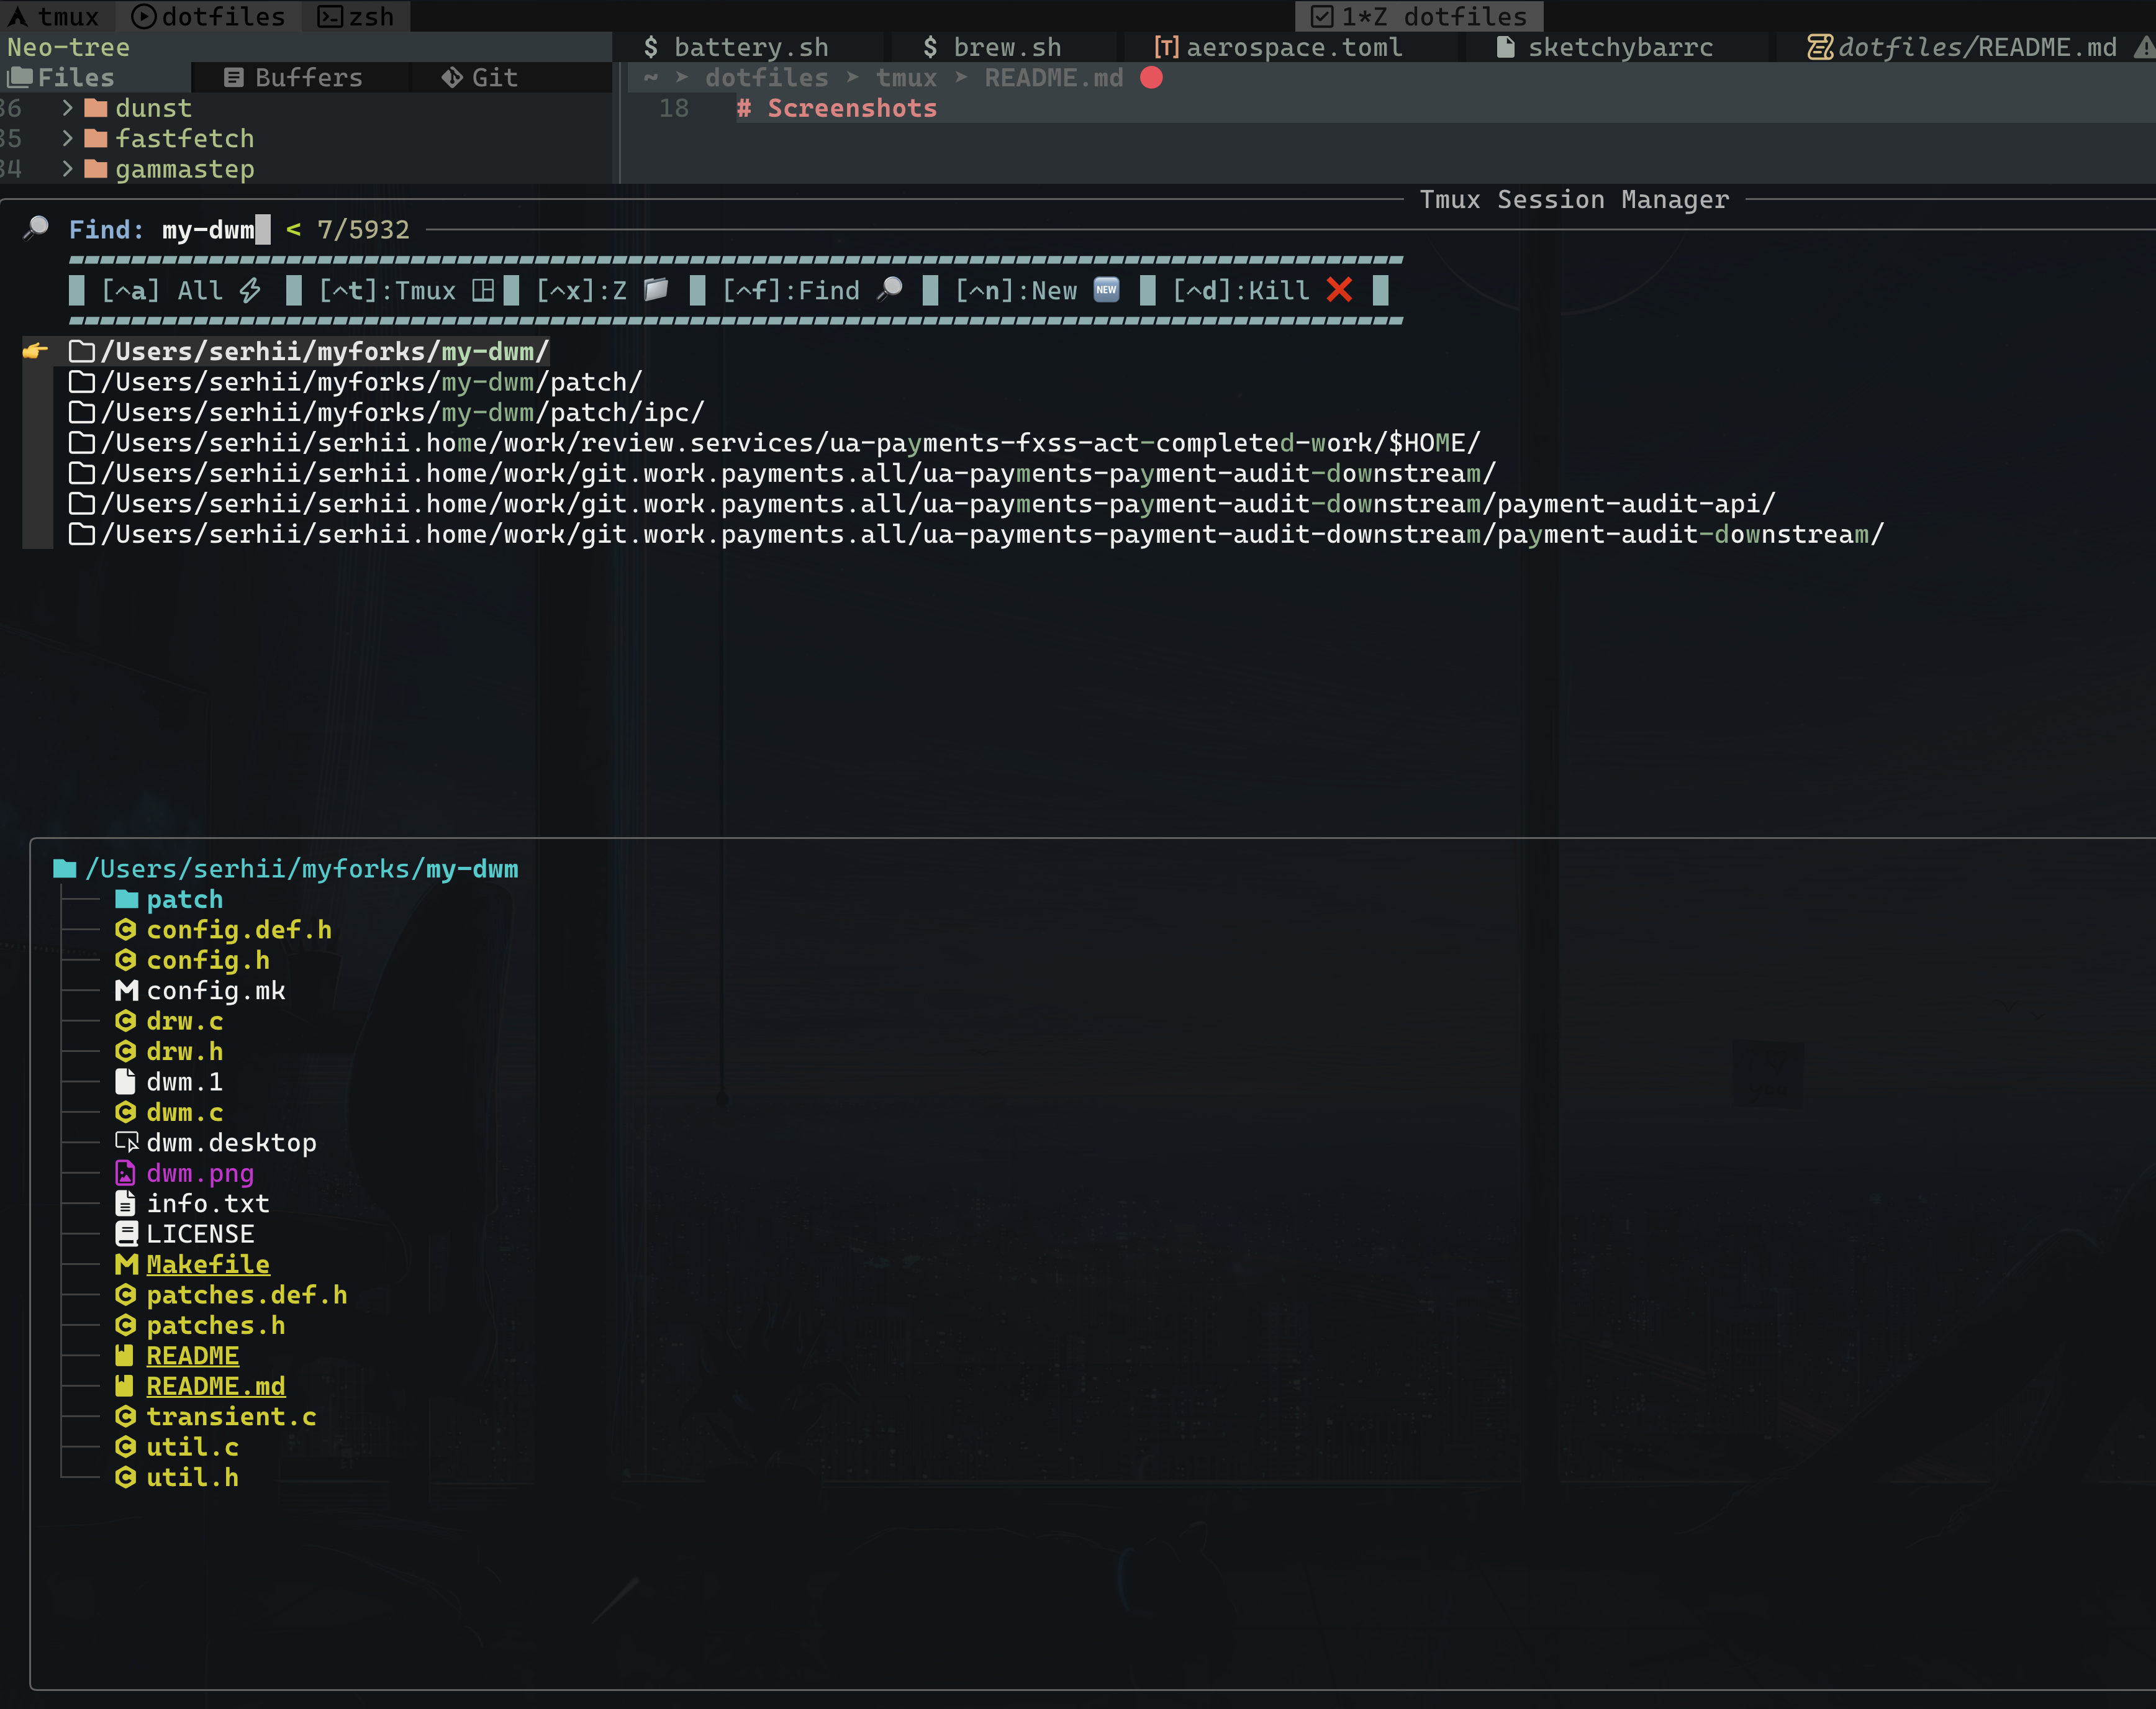 tmux dotfiles zsh 1*Z dotfiles
Neo-tree $ battery.sh $ brew.sh [T] aerospace.toml sketchybarrc dotfiles/README.md
Files Buffers Git ~ ➤ dotfiles ➤ tmux ➤ README.md
36 > dunst 18 # Screenshots
35 > fastfetch
34 > gammastep
Tmux Session Manager
Find: my-dwm < 7/5932
[^a] All [^t]:Tmux [^x]:Z [^f]:Find [^n]:New NEW [^d]:Kill
/Users/serhii/myforks/my-dwm/
/Users/serhii/myforks/my-dwm/patch/
/Users/serhii/myforks/my-dwm/patch/ipc/
/Users/serhii/serhii.home/work/review.services/ua-payments-fxss-act-completed-work/$HOME/
/Users/serhii/serhii.home/work/git.work.payments.all/ua-payments-payment-audit-downstream/
/Users/serhii/serhii.home/work/git.work.payments.all/ua-payments-payment-audit-downstream/payment-audit-api/
/Users/serhii/serhii.home/work/git.work.payments.all/ua-payments-payment-audit-downstream/payment-audit-downstream/
/Users/serhii/myforks/my-dwm
patch
config.def.h
config.h
config.mk
drw.c
drw.h
dwm.1
dwm.c
dwm.desktop
dwm.png
info.txt
LICENSE
Makefile
patches.def.h
patches.h
README
README.md
transient.c
util.c
util.h